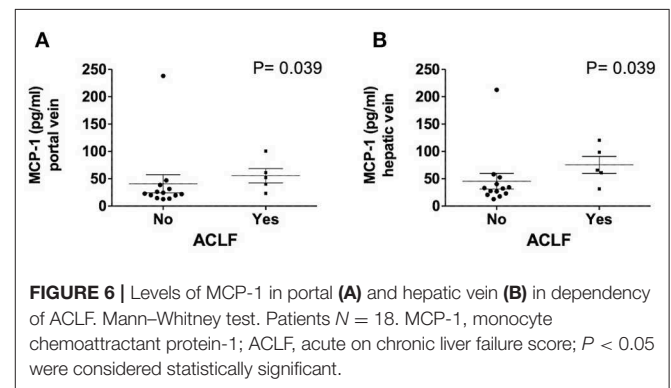 A
P= 0.039
MCP-1 (pg/ml)
portal vein
250
200
150
100
50
0
No
Yes
ACLF
B
P= 0.039
MCP-1 (pg/ml)
hepatic vein
250
200
150
100
50
0
No
Yes
ACLF
FIGURE 6 | Levels of MCP-1 in portal (A) and hepatic vein (B) in dependency
of ACLF. Mann–Whitney test. Patients N = 18. MCP-1, monocyte
chemoattractant protein-1; ACLF, acute on chronic liver failure score; P < 0.05
were considered statistically significant.